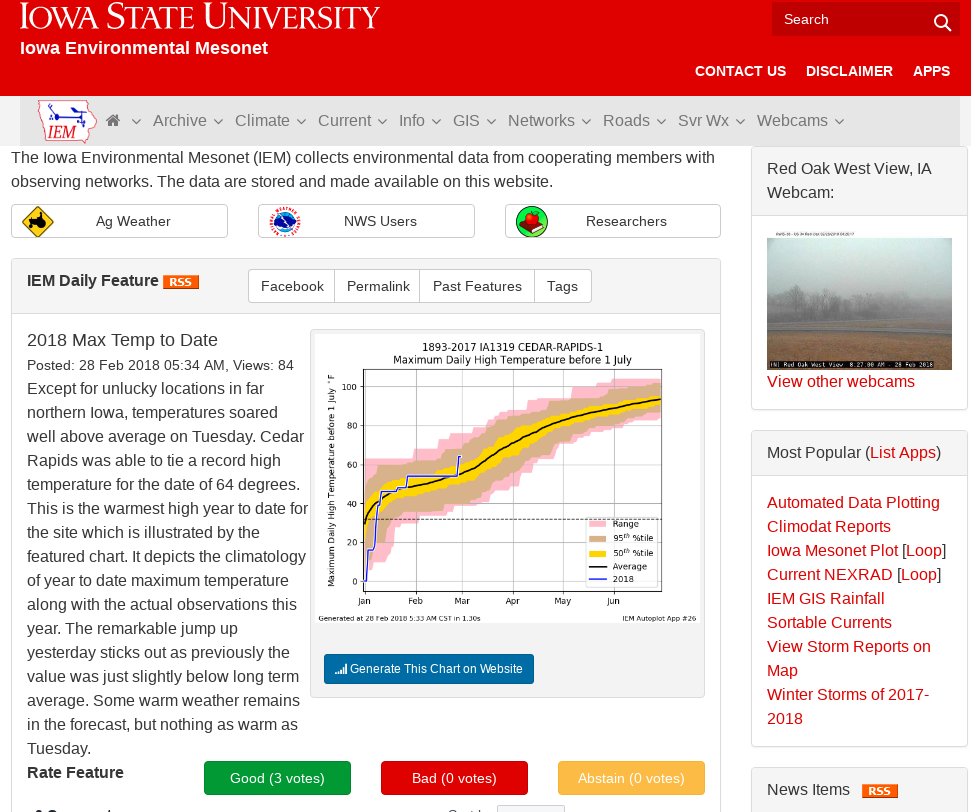 IOWA STATE UNIVERSITY
Iowa Environmental Mesonet
Search
CONTACT US DISCLAIMER APPS
IEM
Archive Climate Current Info GIS Networks Roads Svr Wx Webcams
The Iowa Environmental Mesonet (IEM) collects environmental data from cooperating members with
observing networks. The data are stored and made available on this website.
Ag Weather NWS Users Researchers
IEM Daily Feature RSS
Facebook Permalink Past Features Tags
2018 Max Temp to Date
Posted: 28 Feb 2018 05:34 AM, Views: 84
Except for unlucky locations in far
northern Iowa, temperatures soared
well above average on Tuesday. Cedar
Rapids was able to tie a record high
temperature for the date of 64 degrees.
This is the warmest high year to date for
the site which is illustrated by the
featured chart. It depicts the climatology
of year to date maximum temperature
along with the actual observations this
year. The remarkable jump up
yesterday sticks out as previously the
value was just slightly below long term
average. Some warm weather remains
in the forecast, but nothing as warm as
Tuesday.
1893-2017 IA1319 CEDAR-RAPIDS-1
Maximum Daily High Temperature before 1 July
Maximum Daily High Temperature before 1 July °F
100
80
60
40
20
0
Jan Feb Mar Apr May Jun
Range
95th %tile
50th %tile
Average
2018
Generated at 28 Feb 2018 5:33 AM CST in 1.30s
IEM Autoplot App #26
Generate This Chart on Website
Rate Feature
Good (3 votes) Bad (0 votes) Abstain (0 votes)
Red Oak West View, IA
Webcam:
(N) Red Oak West View 8:27:00 AM - 28 Feb 2018
View other webcams
Most Popular (List Apps)
Automated Data Plotting
Climodat Reports
Iowa Mesonet Plot [Loop]
Current NEXRAD [Loop]
IEM GIS Rainfall
Sortable Currents
View Storm Reports on
Map
Winter Storms of 2017-
2018
News Items RSS